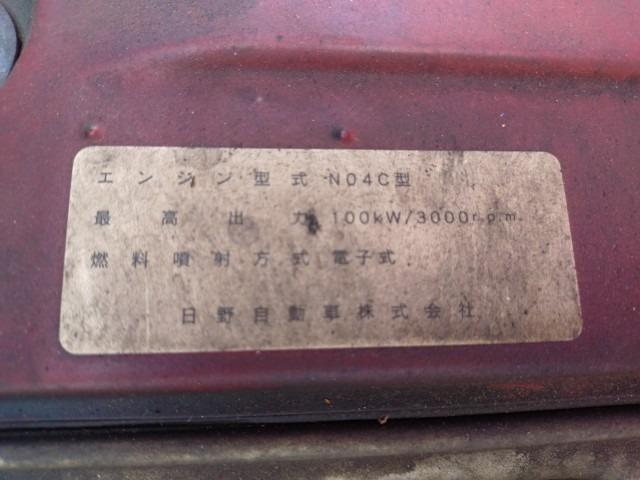 エンジン型式 N04C型
最高出力 100kW/3000r.p.m.
燃料噴射方式 電子式
日野自動車株式会社